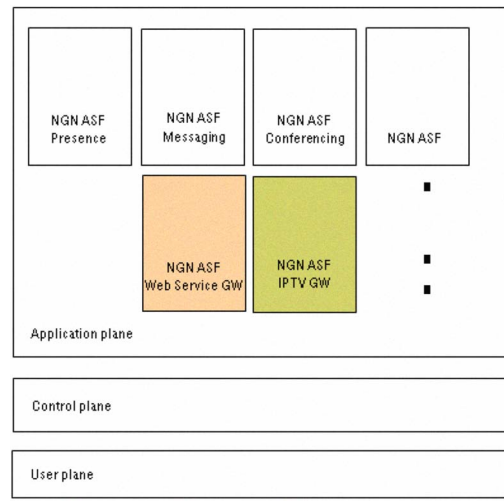 NGN ASF
Presence
NGN ASF
Messaging
NGN ASF
Conferencing
NGN ASF
NGN ASF
Web Service GW
NGN ASF
IPTV GW
Application plane
Control plane
User plane